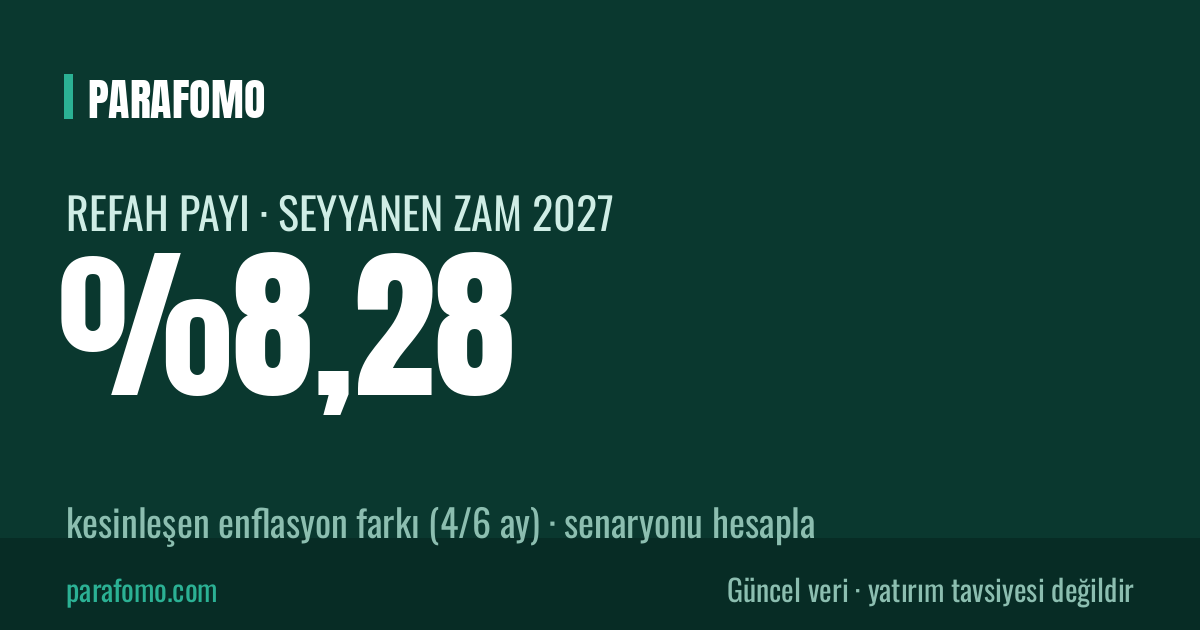 PARAFOMO
REFAH PAYI · SEYYANEN ZAM 2027
%8,28
kesinleşen enflasyon farkı (4/6 ay) · senaryonu hesapla
parafomo.com
Güncel veri · yatırım tavsiyesi değildir